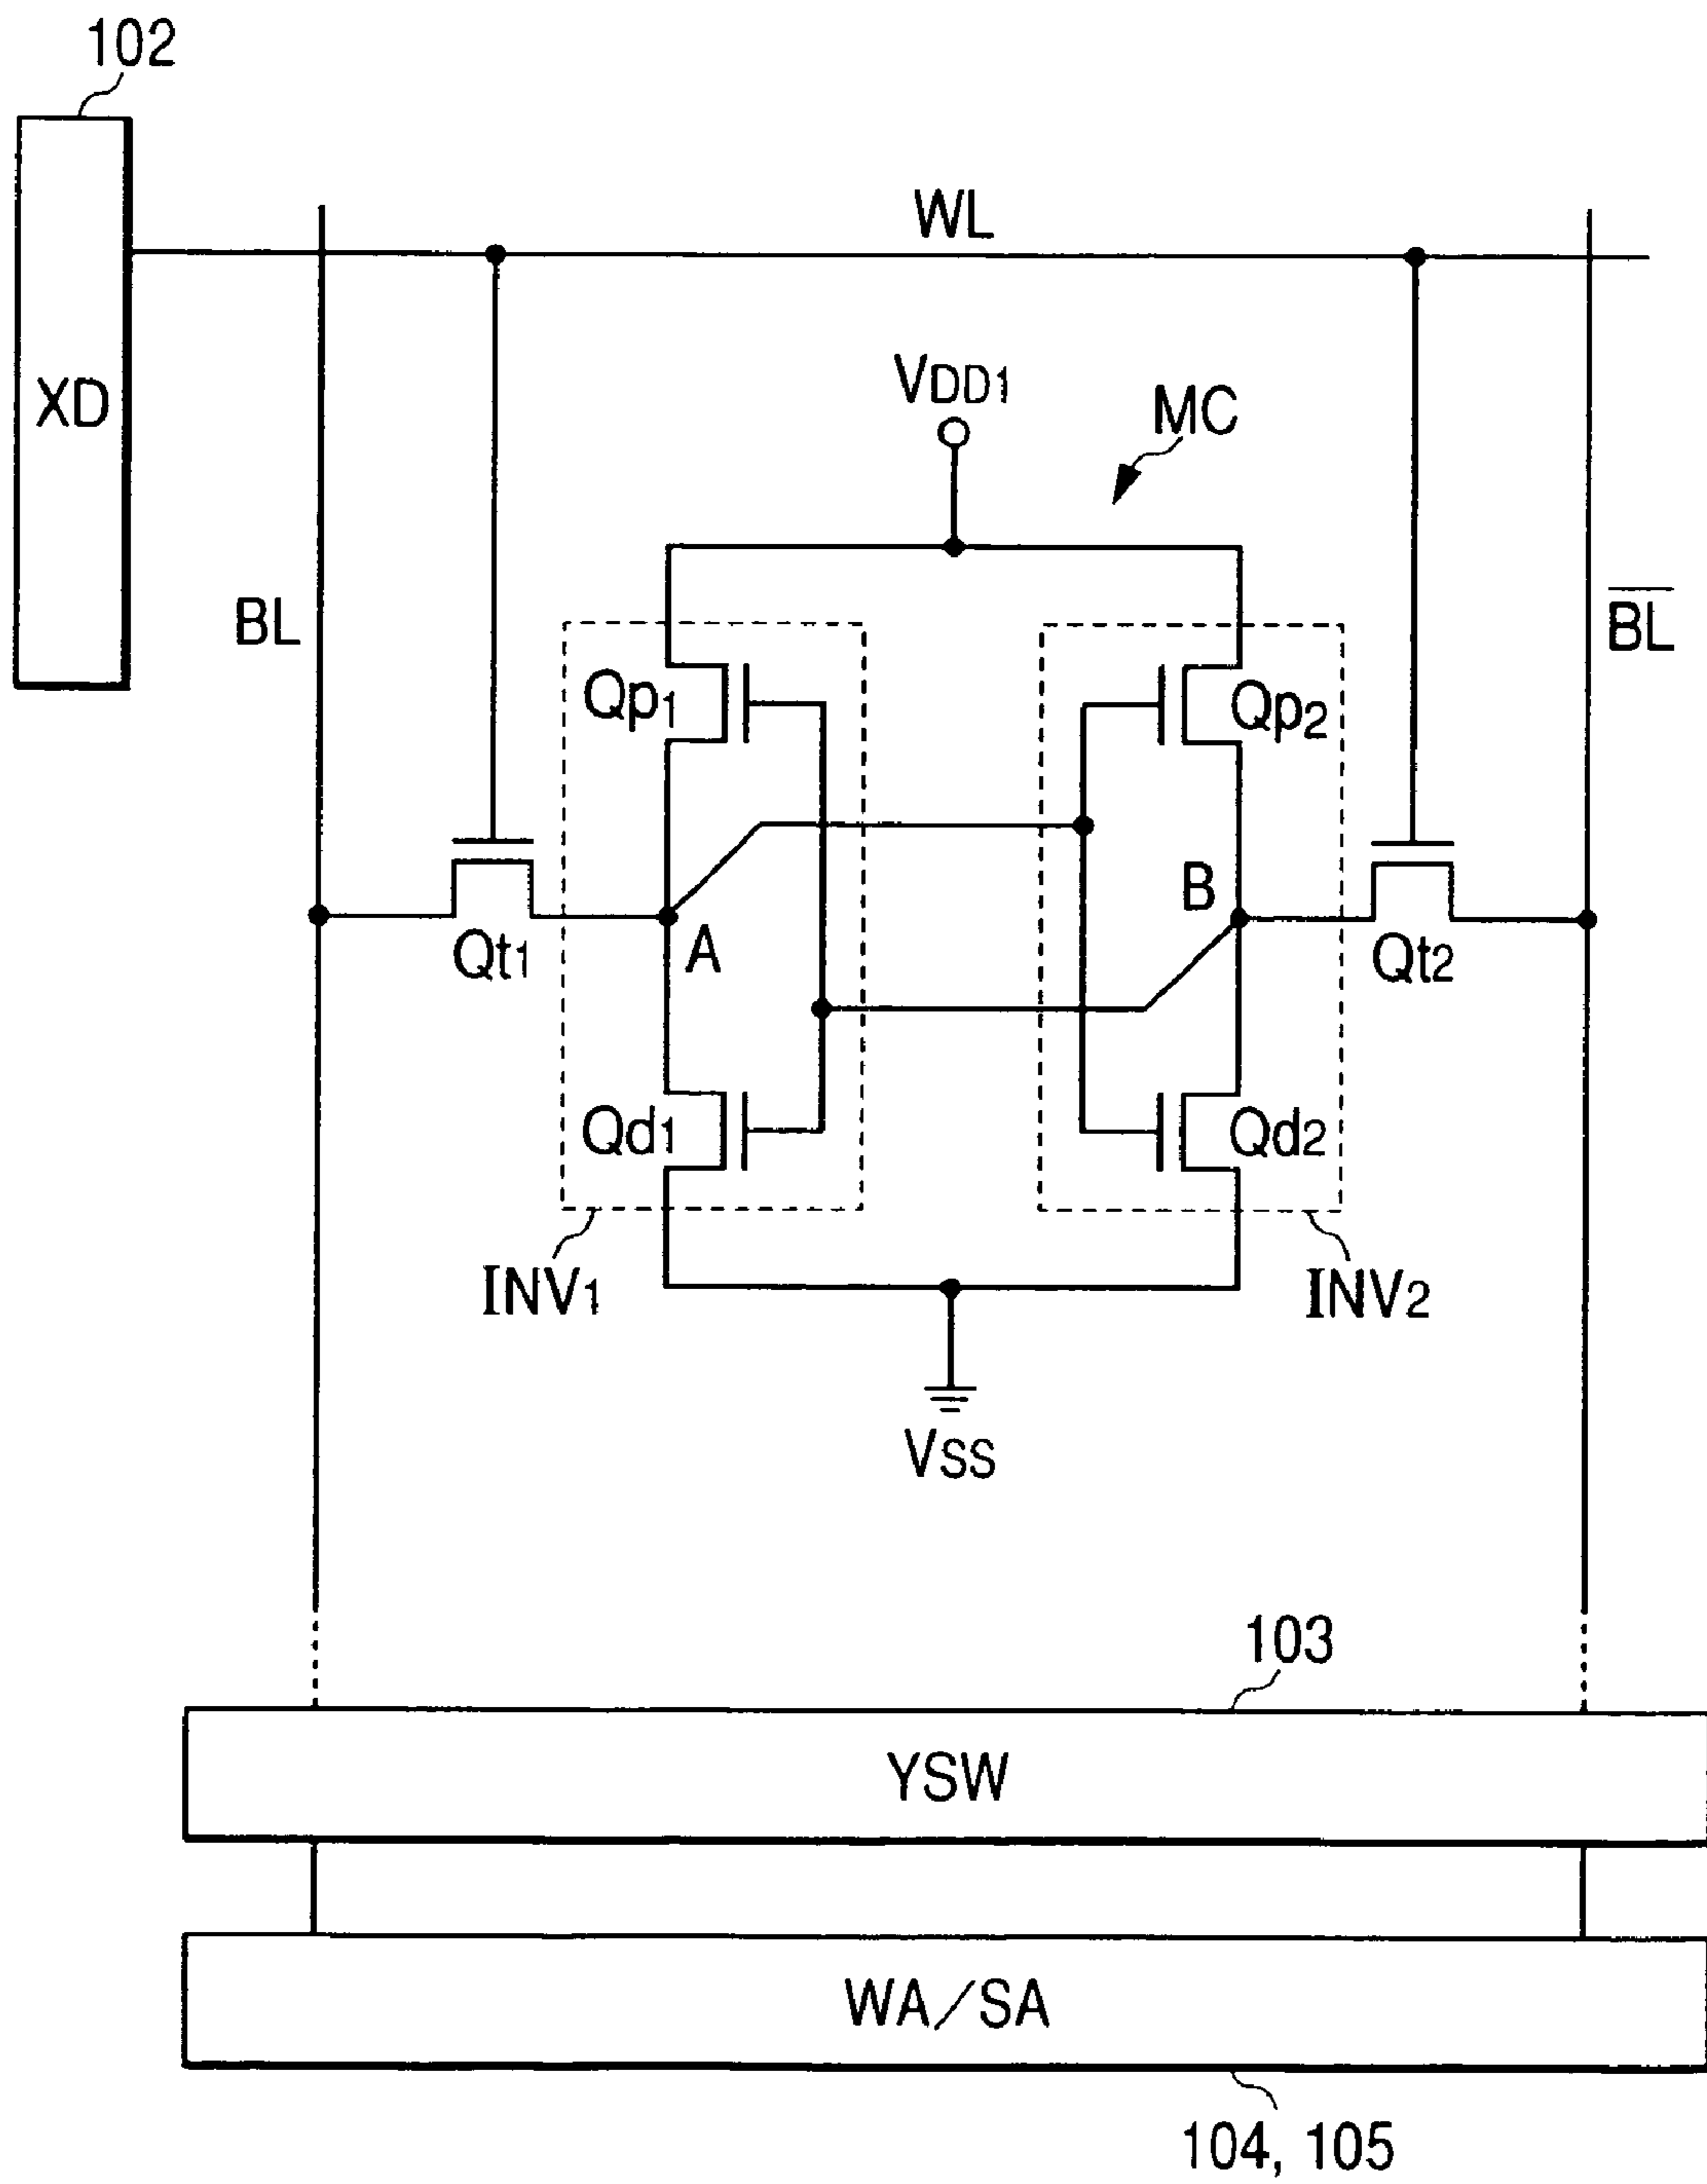 102
WL
XD
VDD1
MC
BL
B̅L̅
Qp1
Qp2
B
Qt1
A
Qt2
Qd1
Qd2
INV1
INV2
VSS
103
YSW
WA/SA
104, 105